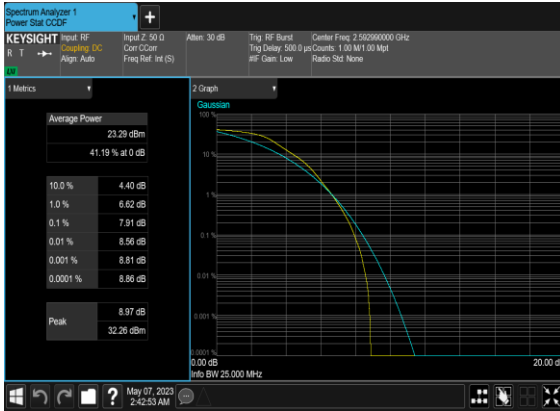 Spectrum Analyzer 1
Power Stat CCDF
KEYSIGHT Input: RF Input Z: 50 Ω Atten: 30 dB Trig: RF Burst Center Freq: 2.592990000 GHz
R T Coupling: DC Corr CCorr Trig Delay: 500.0 µs Counts: 1.00 M/1.00 Mpt
Align: Auto Freq Ref: Int (S) #IF Gain: Low Radio Std: None
1 Metrics
2 Graph
Average Power
23.29 dBm
41.19 % at 0 dB
10.0 % 4.40 dB
1.0 % 6.62 dB
0.1 % 7.91 dB
0.01 % 8.56 dB
0.001 % 8.81 dB
0.0001 % 8.86 dB
Peak
8.97 dB
32.26 dBm
Gaussian
100 %
10 %
1 %
0.1 %
0.01 %
0.001 %
0.0001 %
0.00 dB 20.00 d
Info BW 25.000 MHz
May 07, 2023
2:42:53 AM